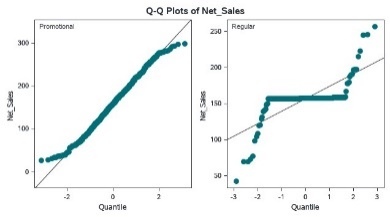 Q-Q Plots of Net_Sales
Promotional
300
200
100
0
Net_Sales
-2
0
2
Quantile
Regular
250
200
150
100
50
Net_Sales
-3
-2
-1
0
1
2
3
Quantile